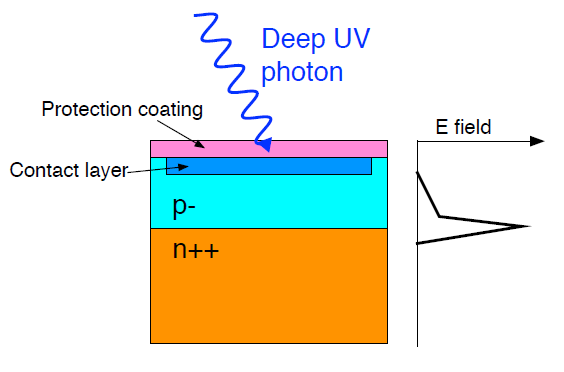 Deep UV
photon
Protection coating
E field
Contact layer
p-
n++